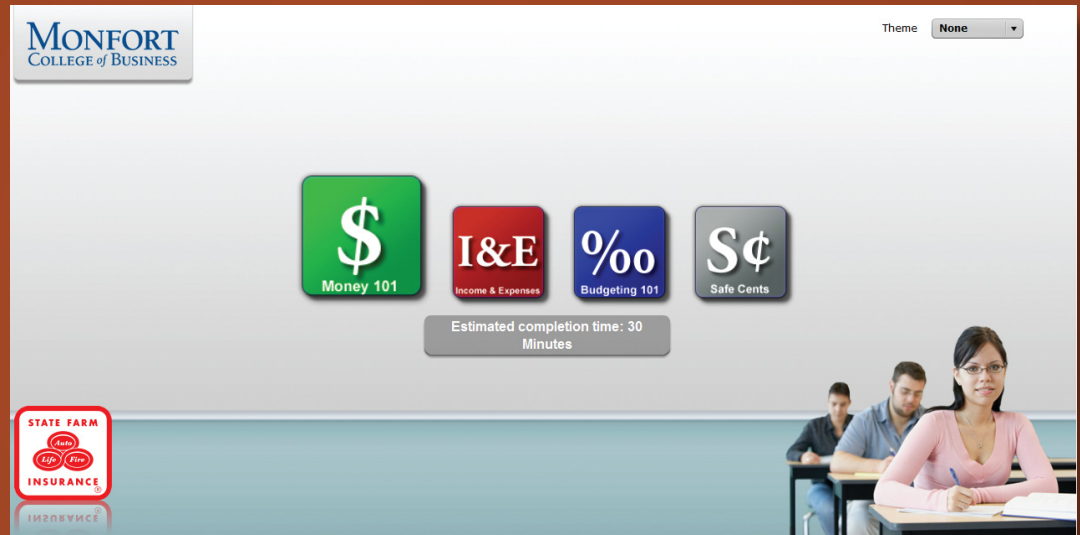 MONFORT
COLLEGE of BUSINESS
Theme None
$
Money 101
I&E
Income & Expenses
‰
Budgeting 101
S¢
Safe Cents
Estimated completion time: 30
Minutes
STATE FARM
Auto
Life Fire
INSURANCE
®
INSURANCE